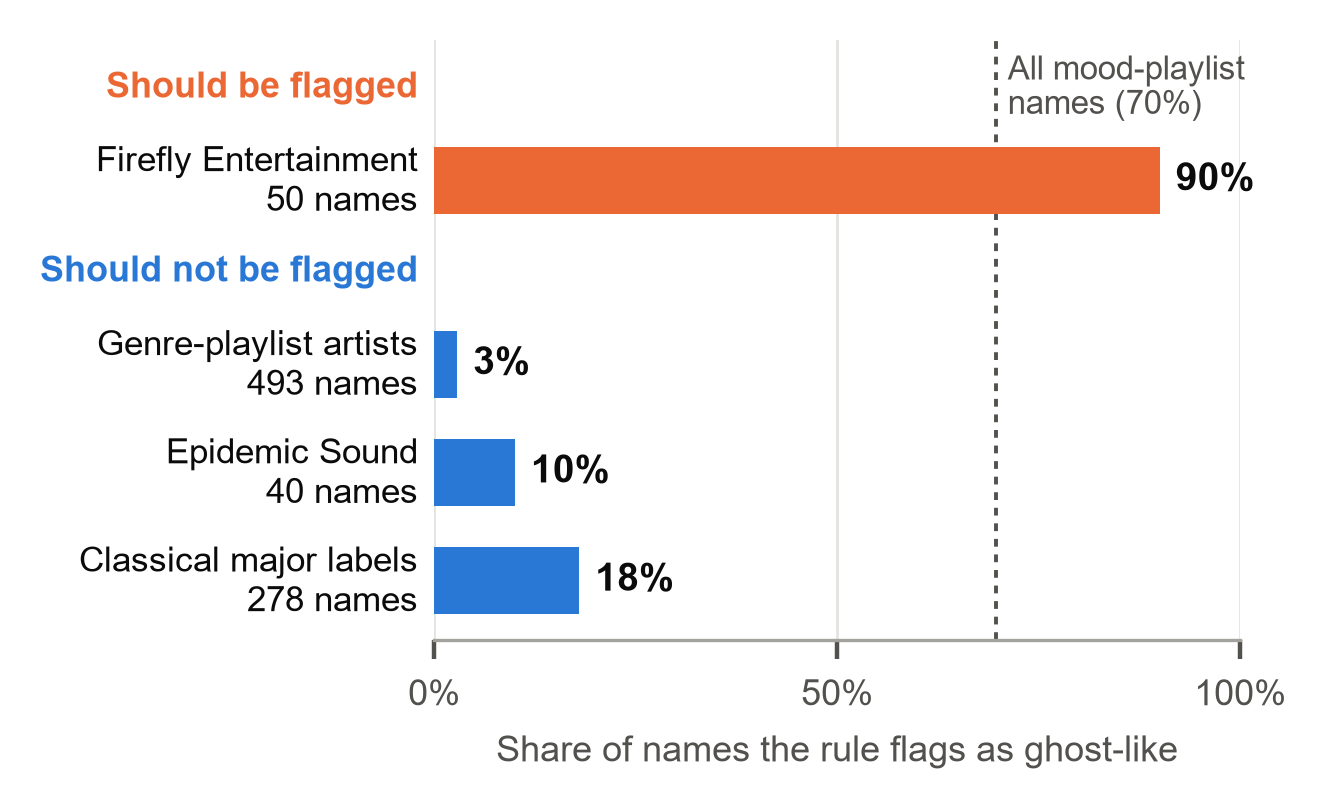 All mood-playlist
names (70%)
Should be flagged
Firefly Entertainment
50 names
90%
Should not be flagged
Genre-playlist artists
493 names
3%
Epidemic Sound
40 names
10%
Classical major labels
278 names
18%
0%
50%
100%
Share of names the rule flags as ghost-like